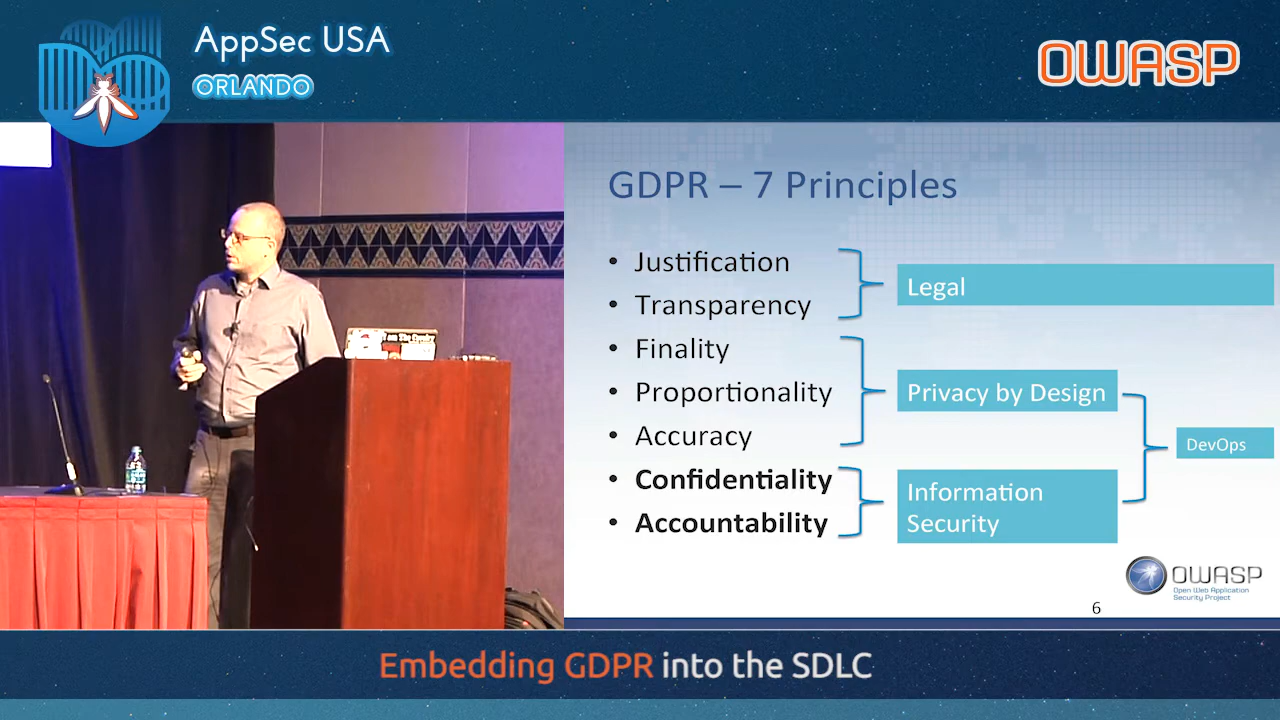 AppSec USA
ORLANDO
OWASP
GDPR – 7 Principles
• Justification
• Transparency
• Finality
• Proportionality
• Accuracy
• Confidentiality
• Accountability
Legal
Privacy by Design
Information
Security
DevOps
OWASP
Open Web Application
Security Project
6
Embedding GDPR into the SDLC